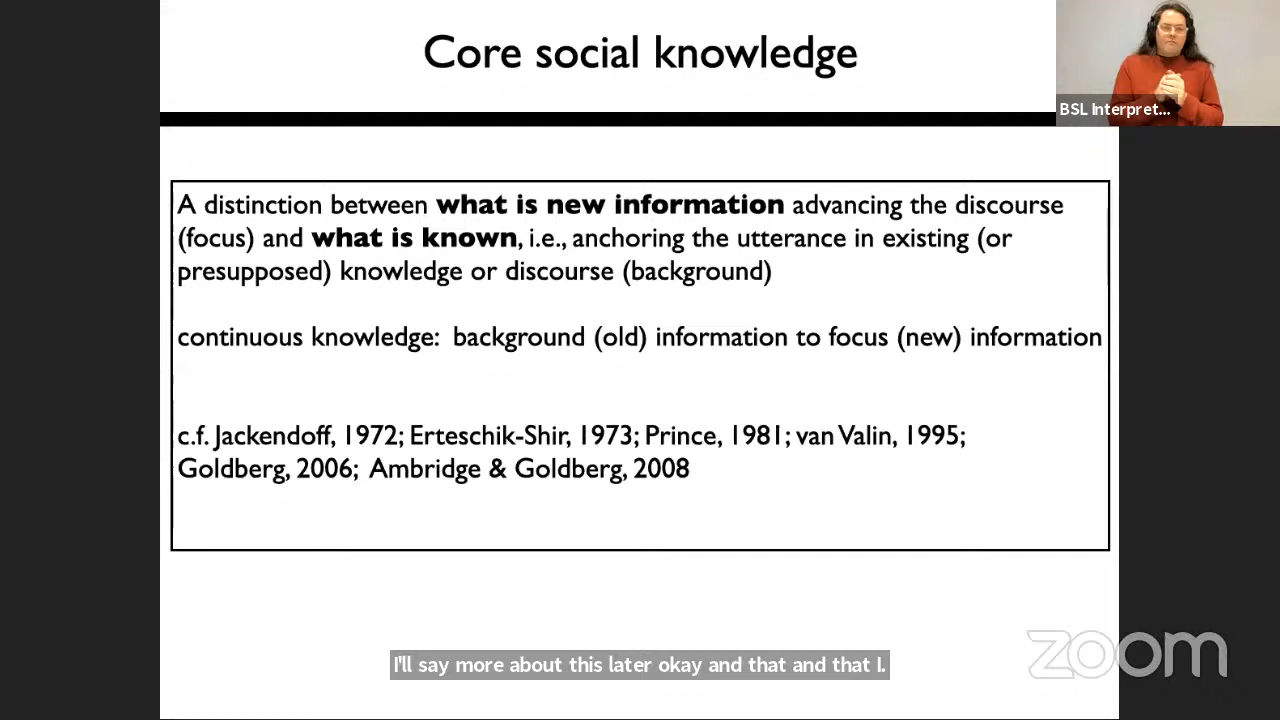 Core social knowledge
BSL Interpret...
A distinction between what is new information advancing the discourse
(focus) and what is known, i.e., anchoring the utterance in existing (or
presupposed) knowledge or discourse (background)
continuous knowledge: background (old) information to focus (new) information
c.f. Jackendoff, 1972; Erteschik-Shir, 1973; Prince, 1981; van Valin, 1995;
Goldberg, 2006; Ambridge & Goldberg, 2008
I'll say more about this later okay and that and that I.
zoom